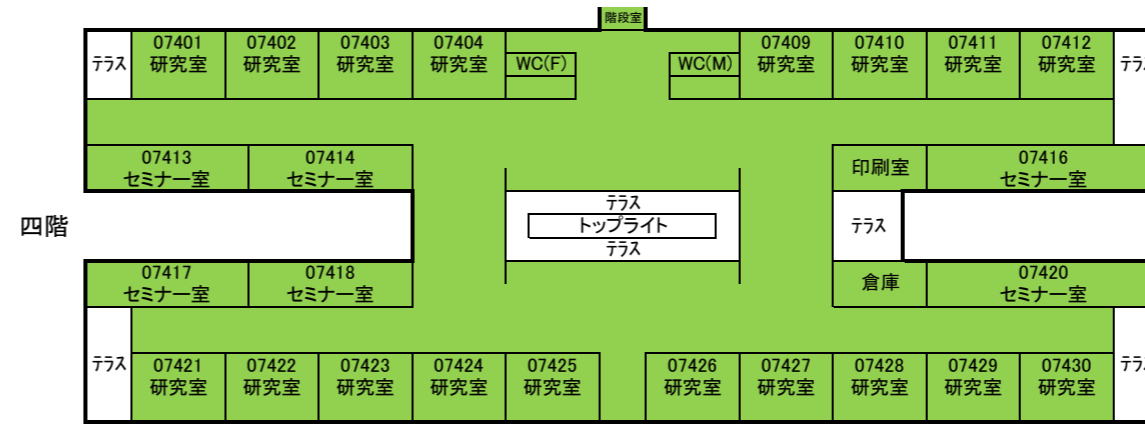 階段室
テラス
07401
研究室
07402
研究室
07403
研究室
07404
研究室
WC(F)
WC(M)
07409
研究室
07410
研究室
07411
研究室
07412
研究室
テラ
07413
セミナー室
07414
セミナー室
印刷室
07416
セミナー室
四階
テラス
トップライト
テラス
テラス
07417
セミナー室
07418
セミナー室
倉庫
07420
セミナー室
テラス
07421
研究室
07422
研究室
07423
研究室
07424
研究室
07425
研究室
07426
研究室
07427
研究室
07428
研究室
07429
研究室
07430
研究室
テラ